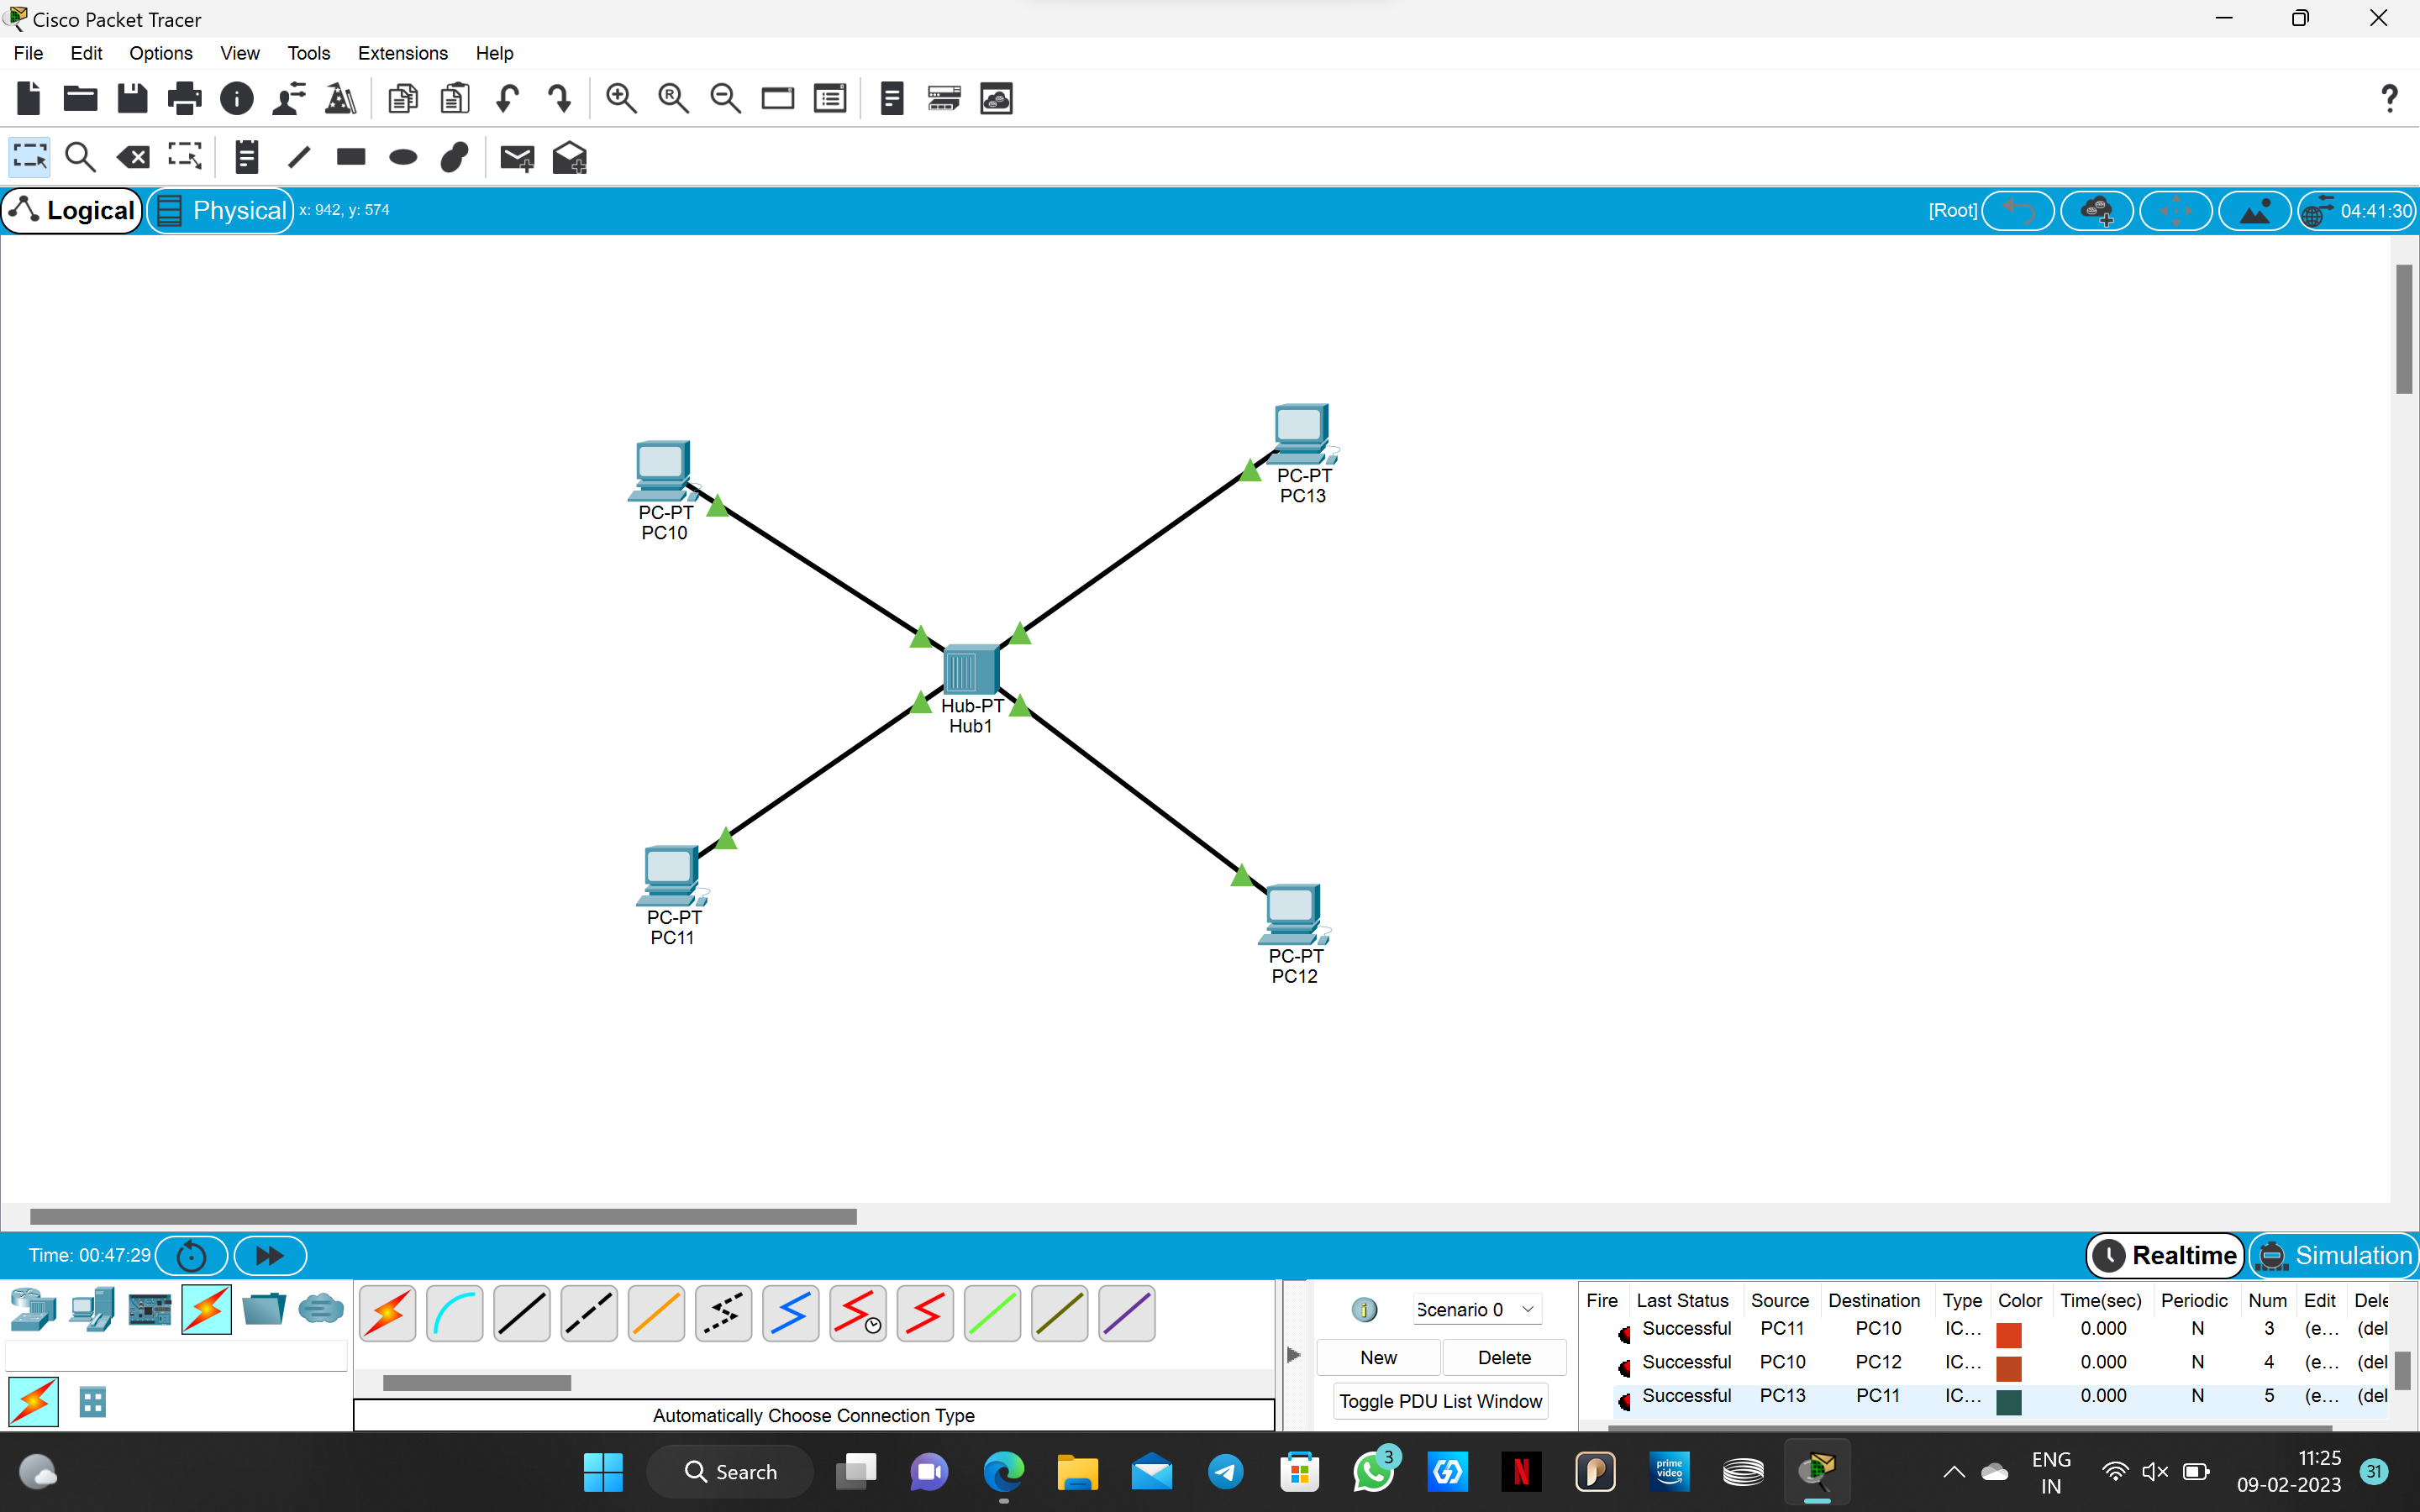 Cisco Packet Tracer
File Edit Options View Tools Extensions Help
Logical Physical x: 942, y: 574 [Root] 04:41:30
PC-PT
PC13
PC-PT
PC10
Hub-PT
Hub1
PC-PT
PC11
PC-PT
PC12
Time: 00:47:29 Realtime Simulation
Scenario 0
New Delete
Toggle PDU List Window
Automatically Choose Connection Type
Fire Last Status Source Destination Type Color Time(sec) Periodic Num Edit Dele
Successful PC11 PC10 IC... 0.000 N 3 (e... (del
Successful PC10 PC12 IC... 0.000 N 4 (e... (del
Successful PC13 PC11 IC... 0.000 N 5 (e... (del
Search
3
N
P
prime video
ENG
IN
11:25
09-02-2023
31